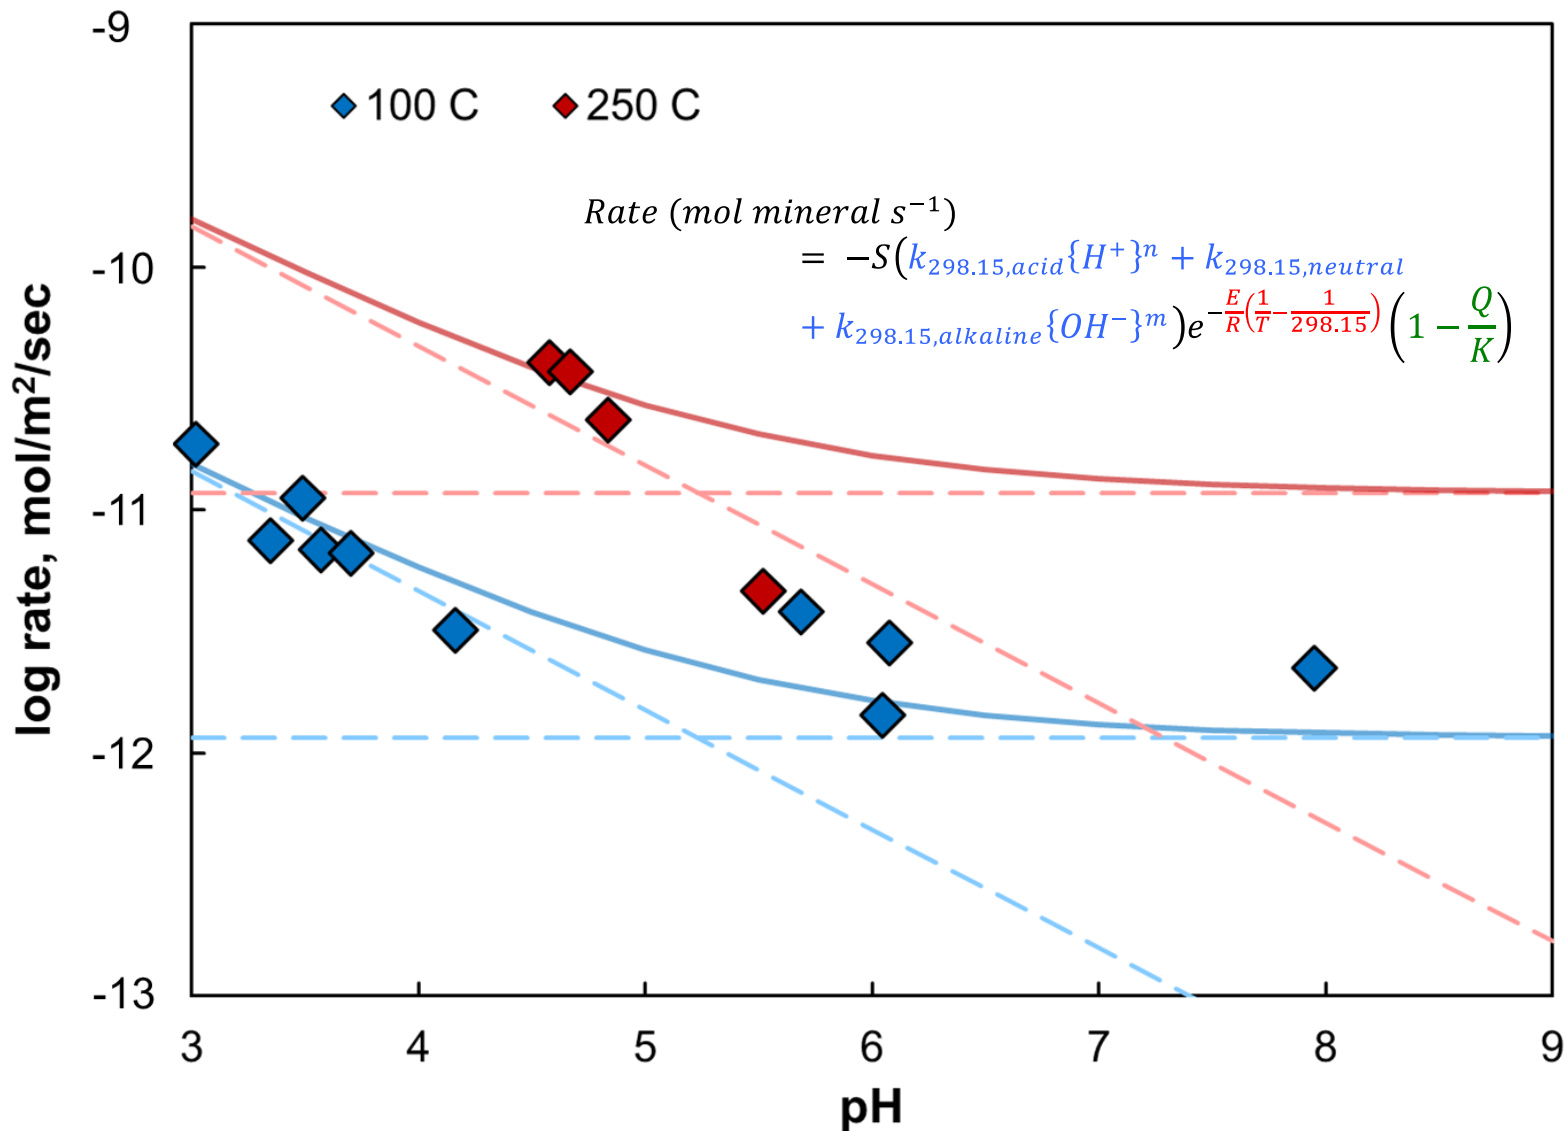 -9
100 C 250 C
Rate (mol mineral s⁻¹)
= −S(k₂₉₈.₁₅,acid{H⁺}ⁿ + k₂₉₈.₁₅,neutral
+ k₂₉₈.₁₅,alkaline{OH⁻}ᵐ)e^(−E/R(1/T−1/298.15))(1 − Q/K)
-10
-11
-12
-13
log rate, mol/m²/sec
3 4 5 6 7 8 9
pH